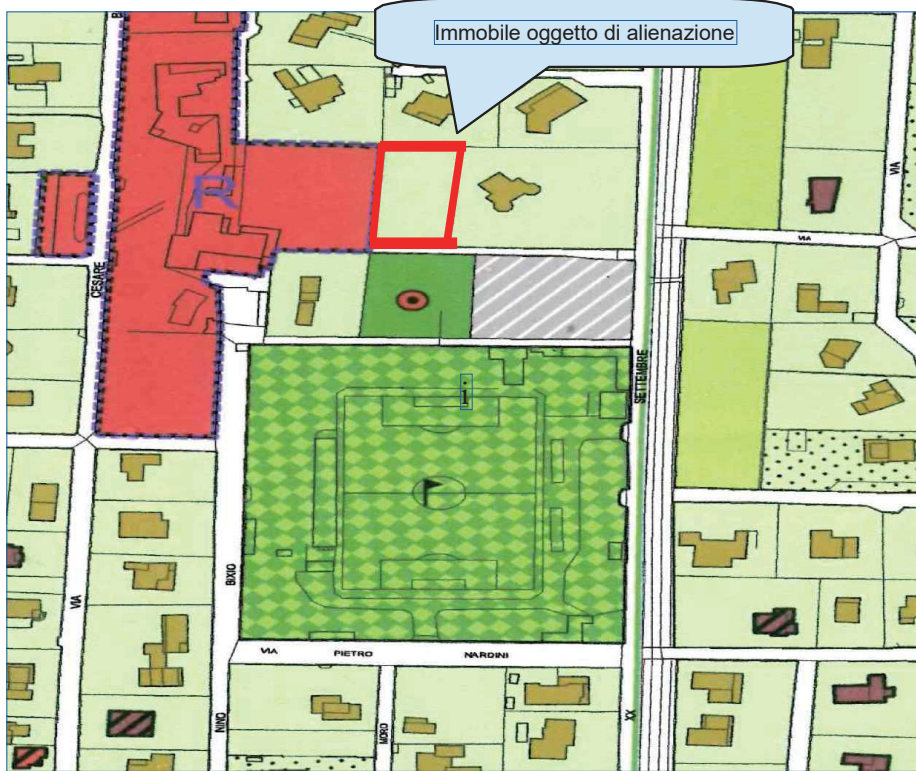 Immobile oggetto di alienazione
R
VIA
VIA
CESARE
SETTEMBRE
i
BIXIO
VIA
VIA PIETRO NARDINI
NINO
MORO
XX